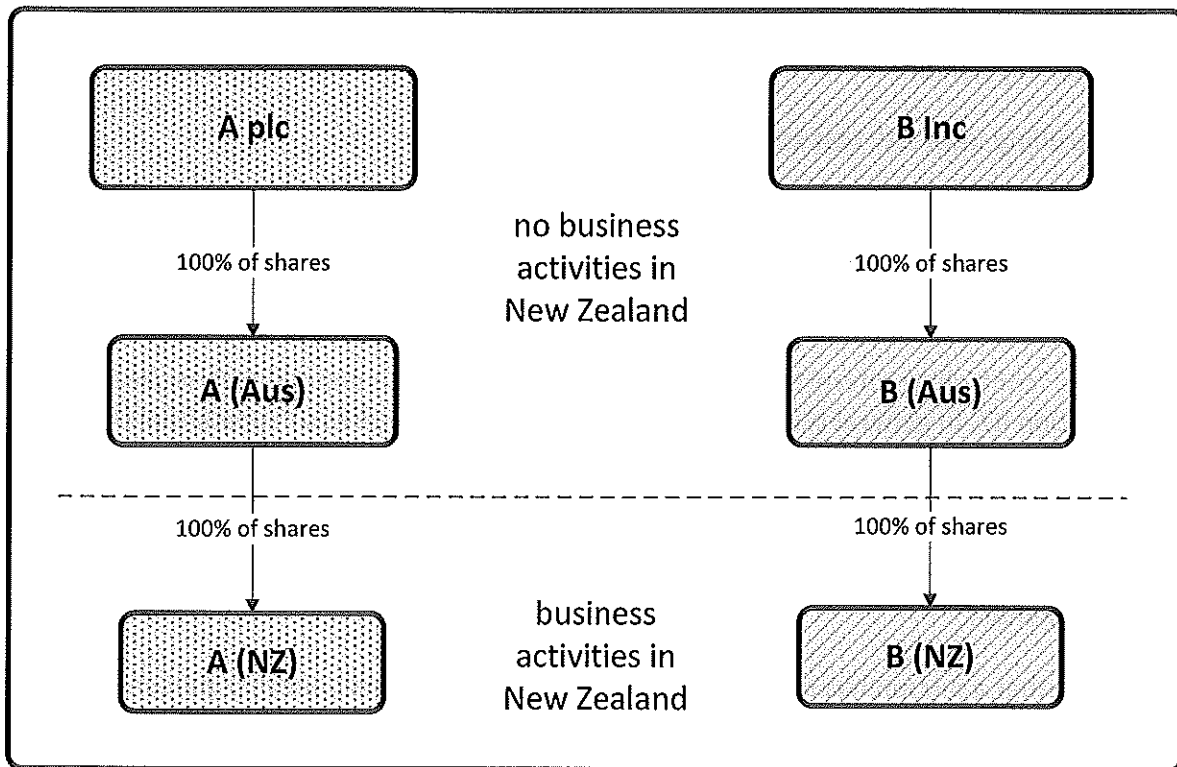 A plc
B Inc
no business
activities in
New Zealand
100% of shares
100% of shares
A (Aus)
B (Aus)
100% of shares
100% of shares
A (NZ)
business
activities in
New Zealand
B (NZ)